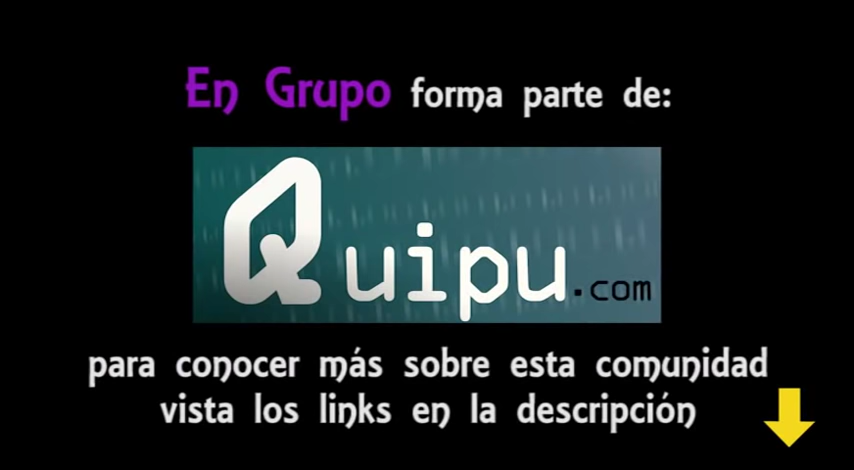 En Grupo forma parte de:
Quipu.com
para conocer más sobre esta comunidad
vista los links en la descripción